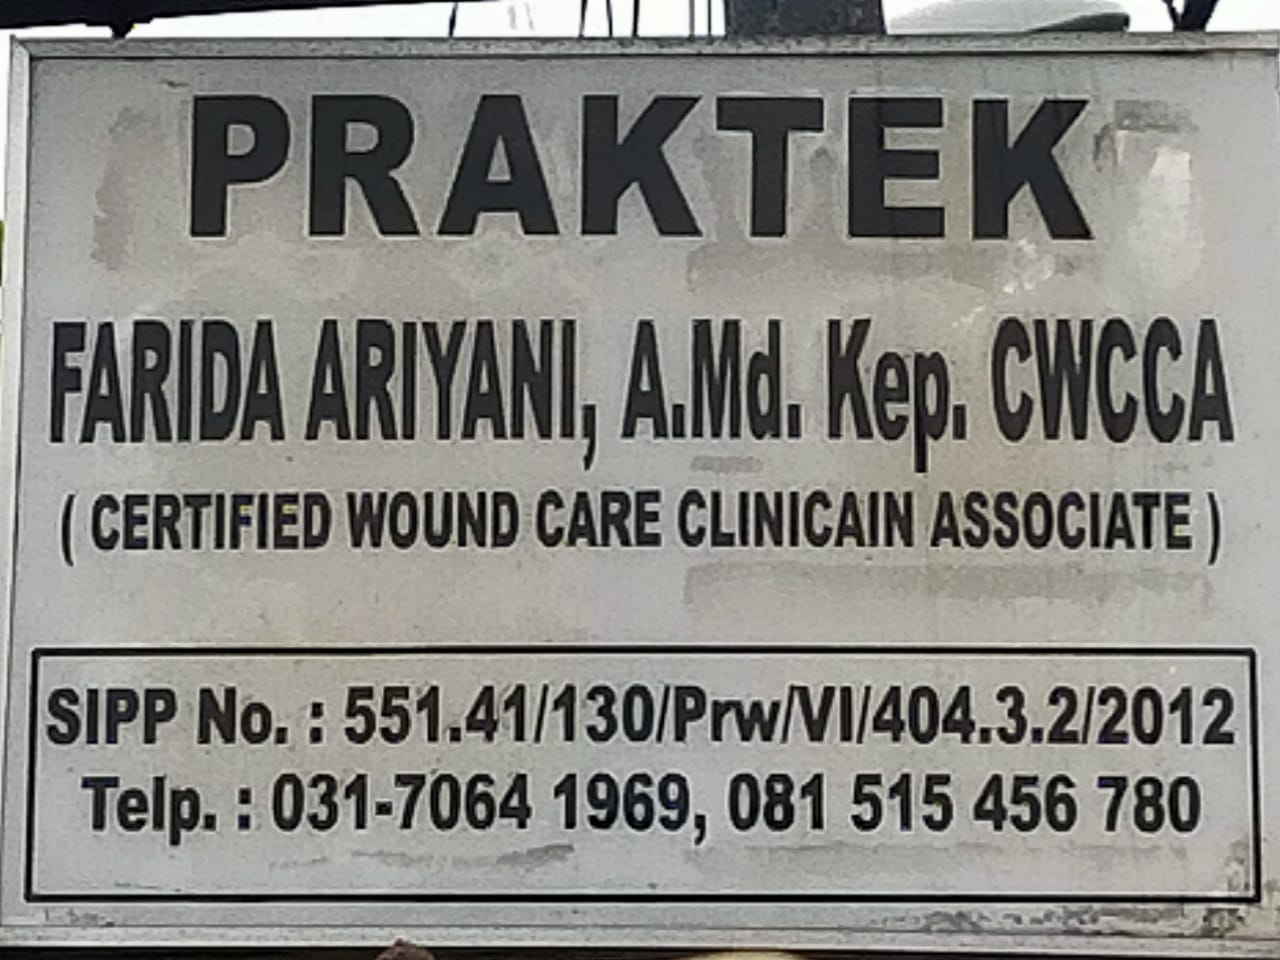 PRAKTEK
FARIDA ARIYANI, A.Md. Kep. CWCCA
( CERTIFIED WOUND CARE CLINICAIN ASSOCIATE )
SIPP No. : 551.41/130/Prw/VI/404.3.2/2012
Telp. : 031-7064 1969, 081 515 456 780